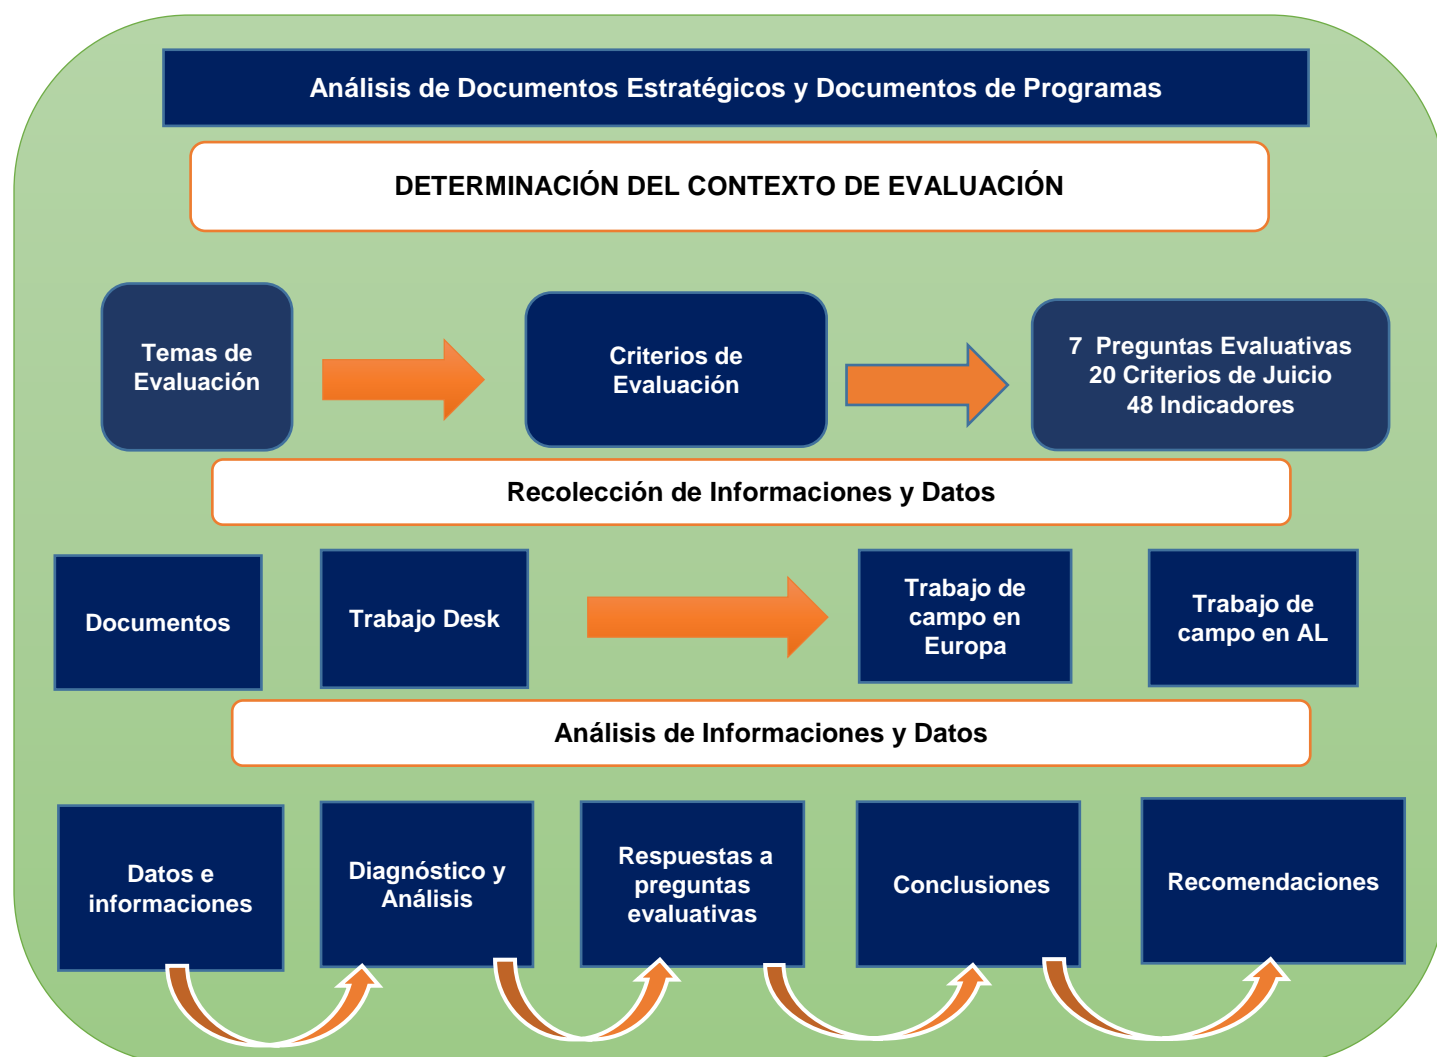 Análisis de Documentos Estratégicos y Documentos de Programas
DETERMINACIÓN DEL CONTEXTO DE EVALUACIÓN
Temas de
Evaluación
Criterios de
Evaluación
7  Preguntas Evaluativas
20 Criterios de Juicio
48 Indicadores
Recolección de Informaciones y Datos
Documentos
Trabajo Desk
Trabajo de
campo en
Europa
Trabajo de
campo en AL
Análisis de Informaciones y Datos
Datos e
informaciones
Diagnóstico y
Análisis
Respuestas a
preguntas
evaluativas
Conclusiones
Recomendaciones